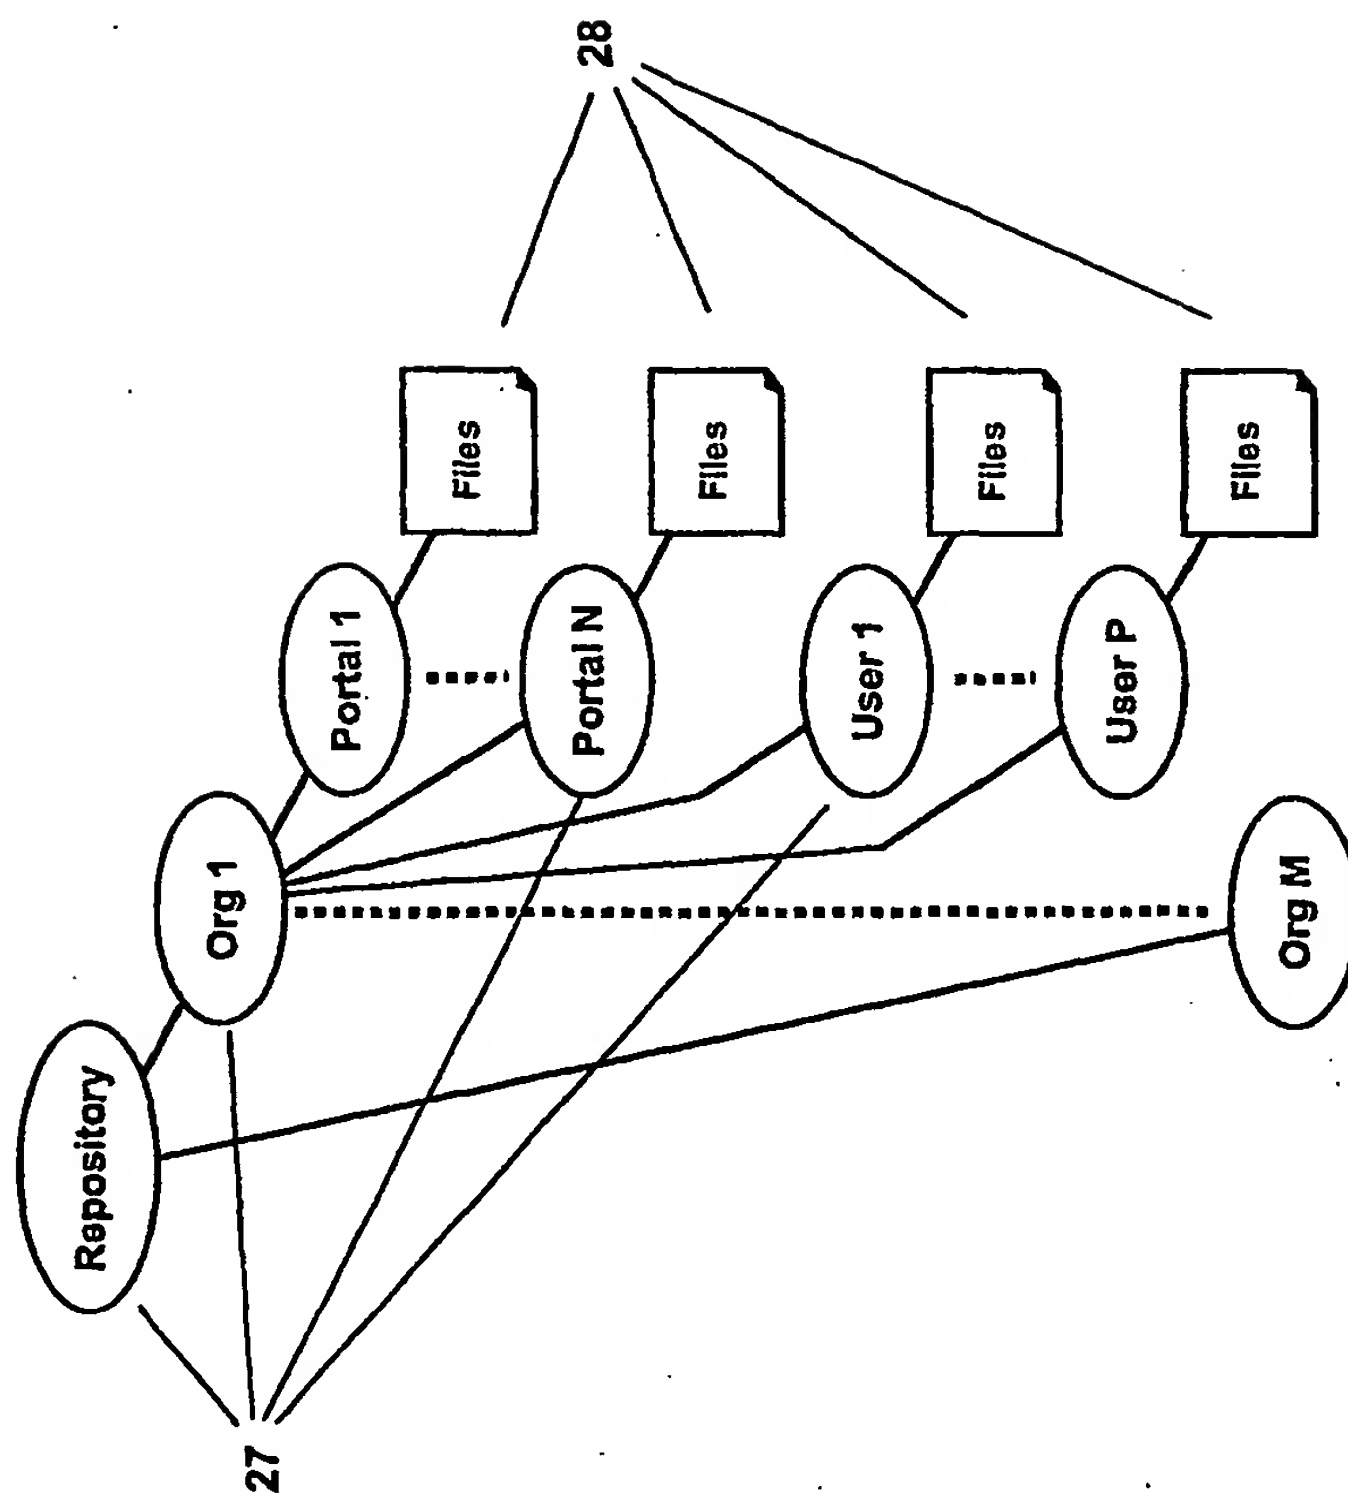 Repository
Org 1
Portal 1
Files
Portal N
Files
User 1
Files
User P
Files
Org M
27
28